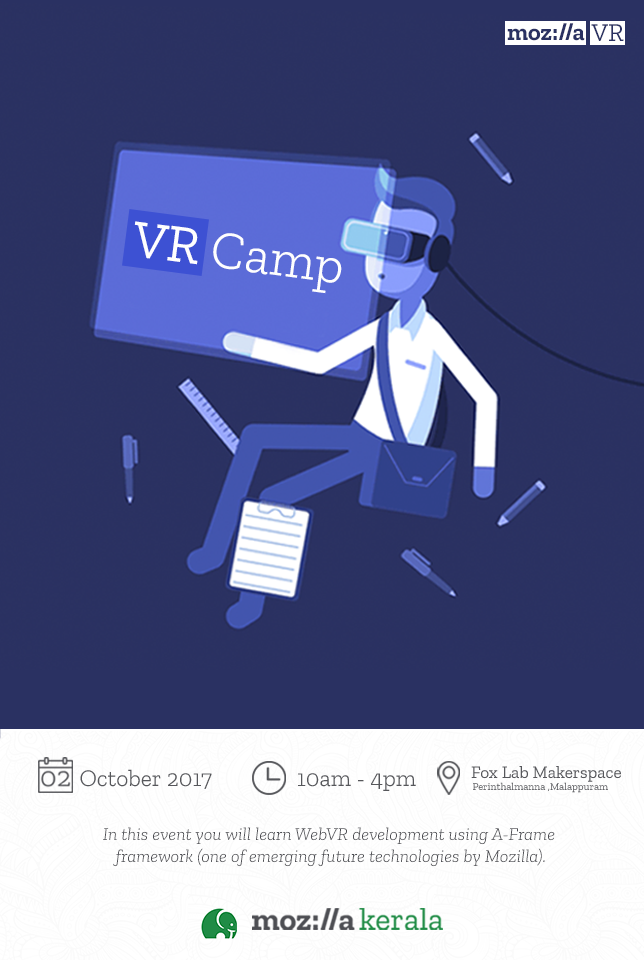 moz://a VR
VR Camp
02 October 2017
10am - 4pm
Fox Lab Makerspace
Perinthalmanna ,Malappuram
In this event you will learn WebVR development using A-Frame
framework (one of emerging future technologies by Mozilla).
moz://a kerala